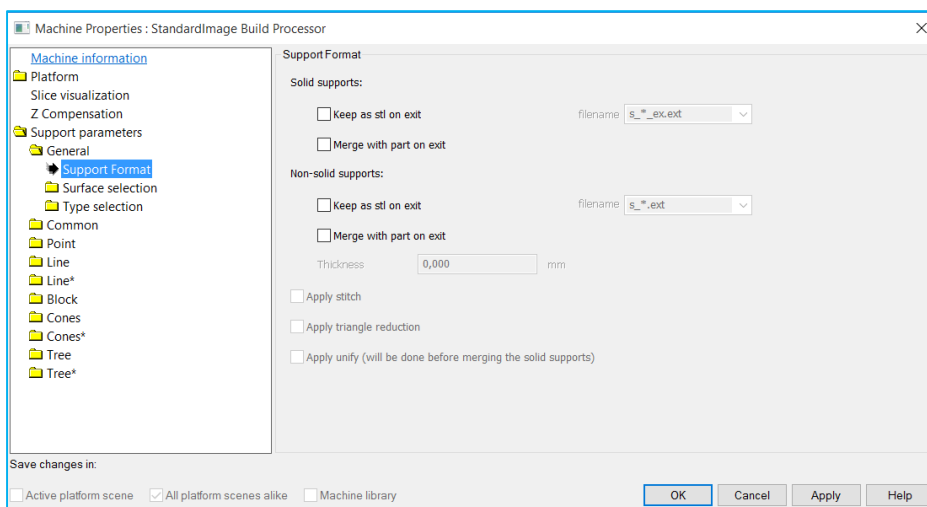 Machine Properties : StandardImage Build Processor
Machine information
Platform
Slice visualization
Z Compensation
Support parameters
General
Support Format
Surface selection
Type selection
Common
Point
Line
Line*
Block
Cones
Cones*
Tree
Tree*
Support Format
Solid supports:
Keep as stl on exit filename s_*_ex.ext
Merge with part on exit
Non-solid supports:
Keep as stl on exit filename s_*.ext
Merge with part on exit
Thickness 0,000 mm
Apply stitch
Apply triangle reduction
Apply unify (will be done before merging the solid supports)
Save changes in:
Active platform scene All platform scenes alike Machine library OK Cancel Apply Help